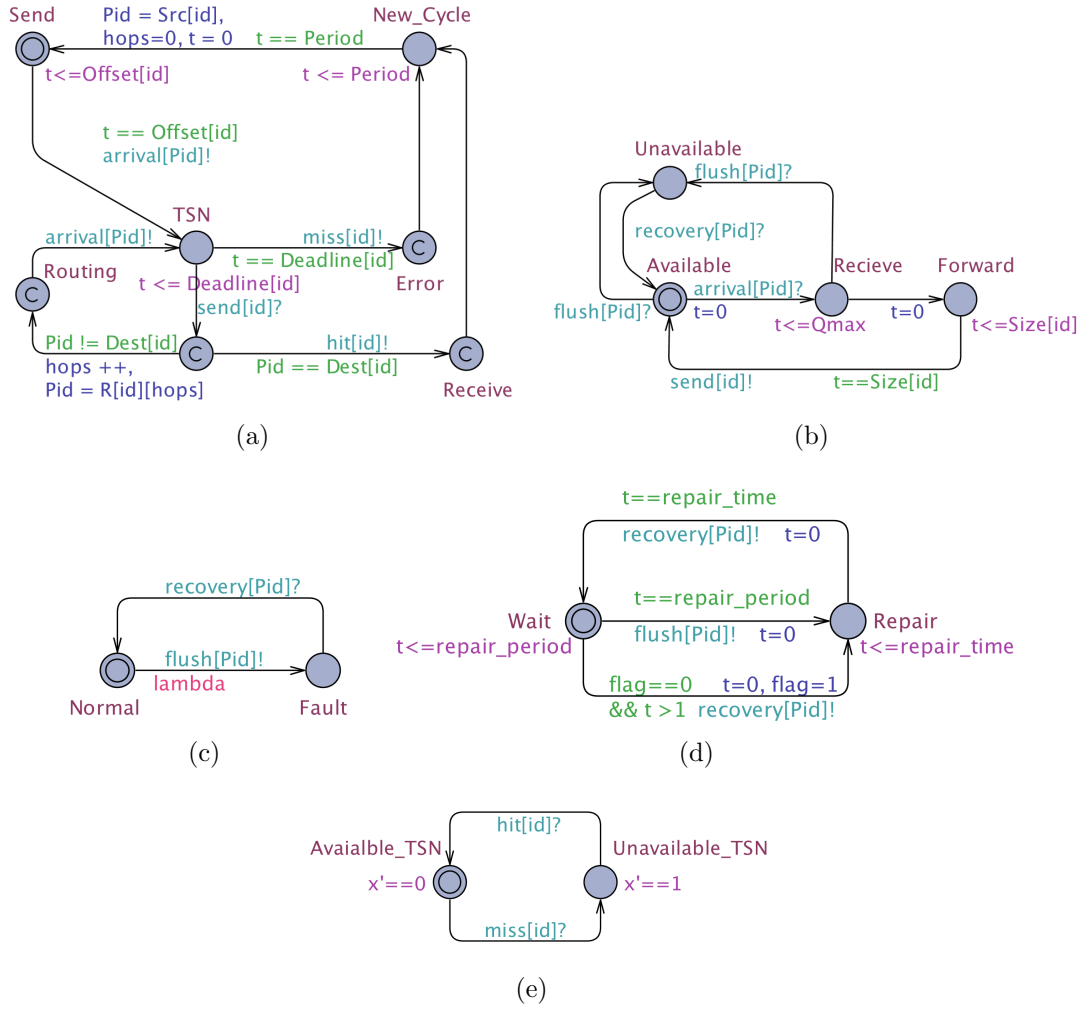 Send
Pid = Src[id],
hops=0, t = 0
t == Period
New_Cycle
t<=Offset[id]
t <= Period
t == Offset[id]
arrival[Pid]!
TSN
arrival[Pid]!
miss[id]!
C
Routing
t == Deadline[id]
C
Error
t <= Deadline[id]
send[id]?
Pid != Dest[id]
C
hit[id]!
C
hops ++,
Pid == Dest[id]
Pid = R[id][hops]
Receive
(a)
Unavailable
flush[Pid]?
recovery[Pid]?
Available
Recieve
Forward
arrival[Pid]?
flush[Pid]?
t=0
t=0
t<=Qmax
t<=Size[id]
send[id]!
t==Size[id]
(b)
recovery[Pid]?
flush[Pid]!
lambda
Normal
Fault
(c)
t==repair_time
recovery[Pid]!
t=0
t==repair_period
Wait
Repair
flush[Pid]!
t=0
t<=repair_period
t<=repair_time
flag==0
t=0, flag=1
&& t >1
recovery[Pid]!
(d)
hit[id]?
Avaialble_TSN
Unavailable_TSN
x'==0
x'==1
miss[id]?
(e)